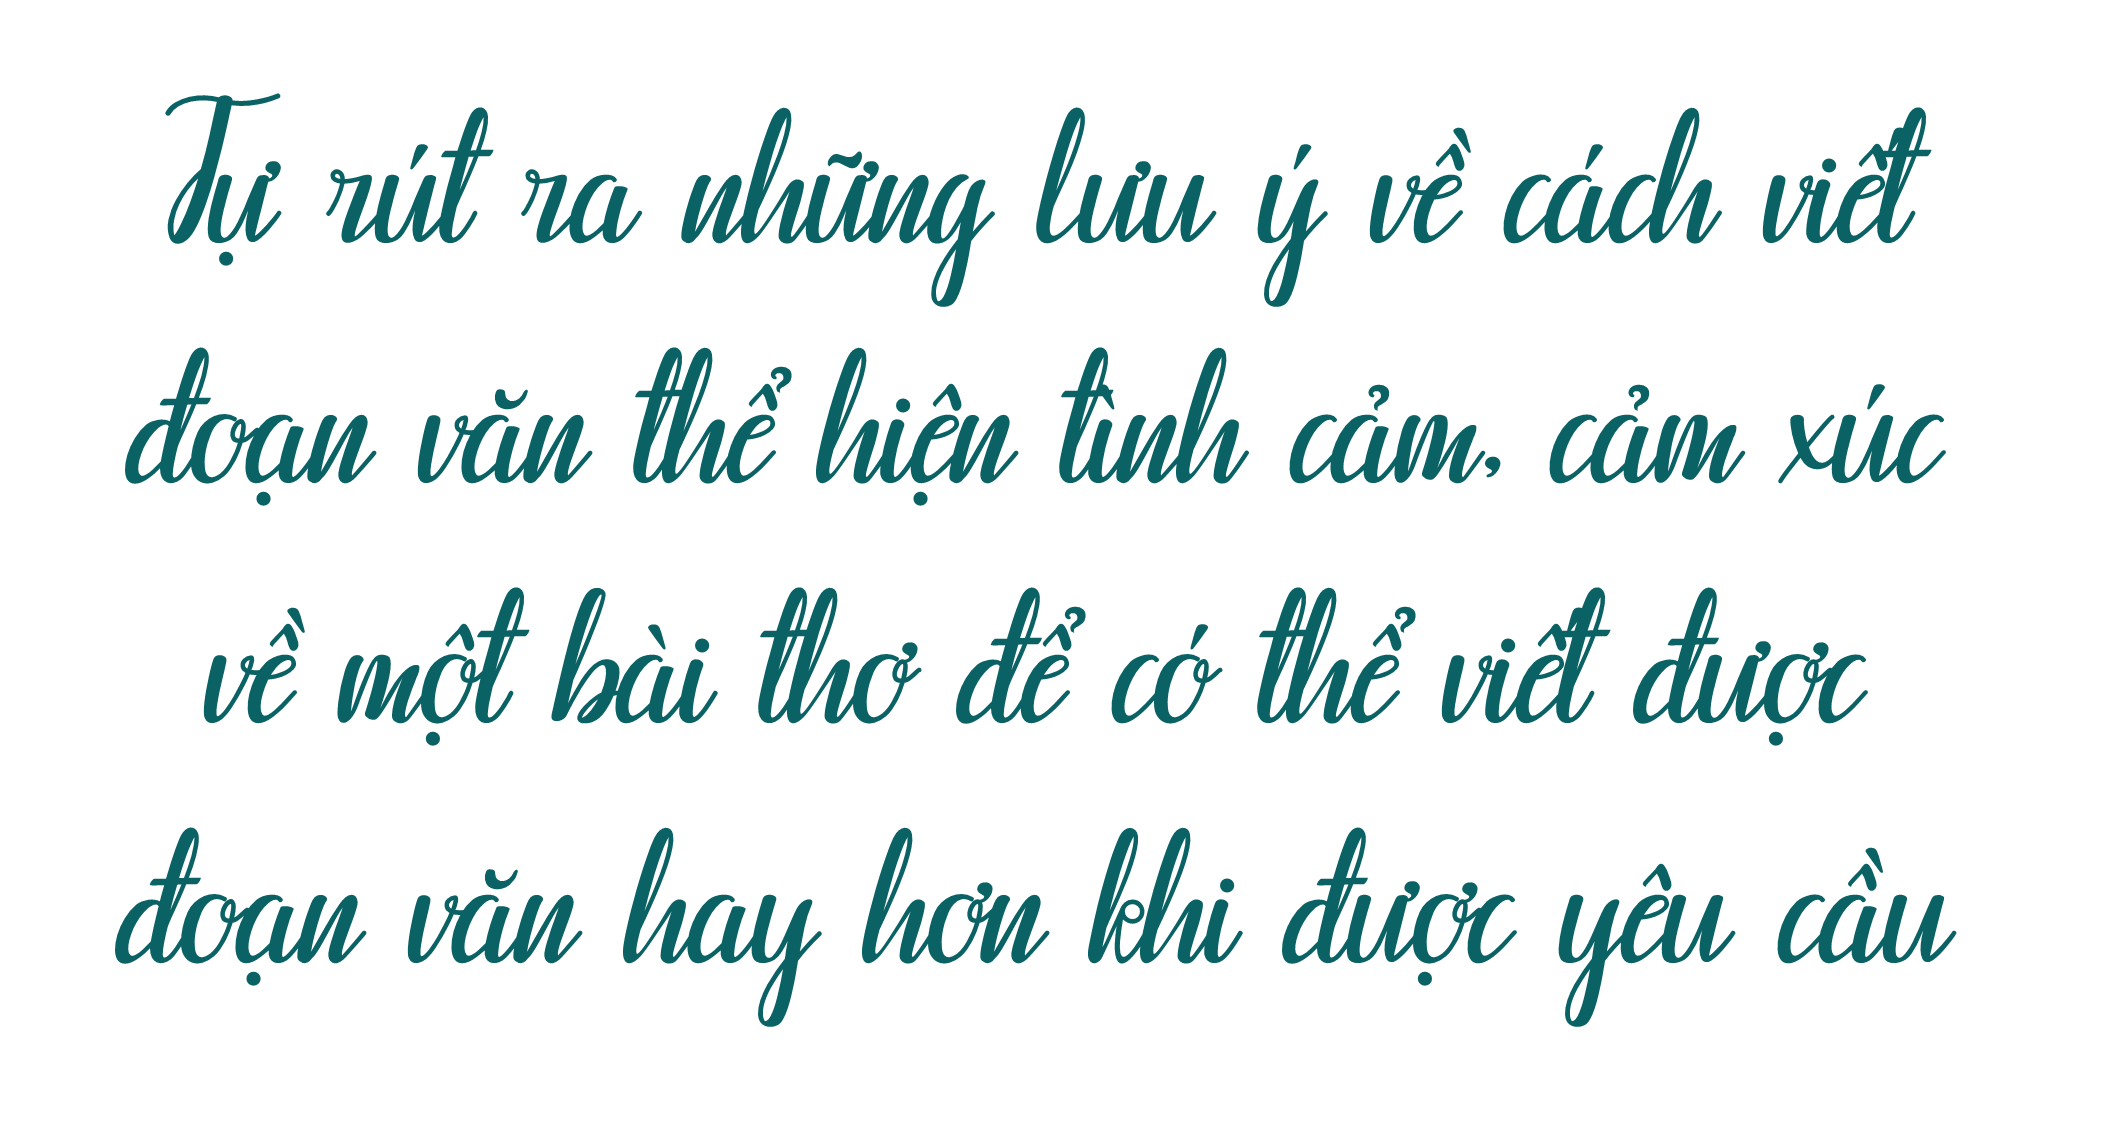 Tự rút ra những lưu ý về cách viết
đoạn văn thể hiện tình cảm, cảm xúc
về một bài thơ để có thể viết được
đoạn văn hay hơn khi được yêu cầu